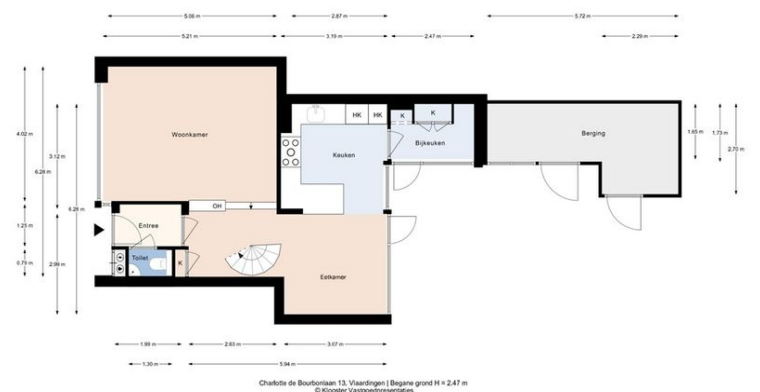 5.06 m
2.87 m
5.72 m
5.21 m
3.19 m
2.47 m
2.29 m
4.02 m
6.28 m
3.12 m
6.26 m
1.21 m
0.79 m
2.99 m
Woonkamer
HK HK
K
K
Keuken
Bijkeuken
Berging
1.65 m
1.73 m
2.70 m
OH
Entree
Toilet
K
Eetkamer
1.99 m
2.83 m
3.07 m
1.30 m
5.94 m
Charlotte de Bourbonlaan 13, Vlaardingen | Begane grond H = 2.47 m
© Klooster Vastgoedpresentaties